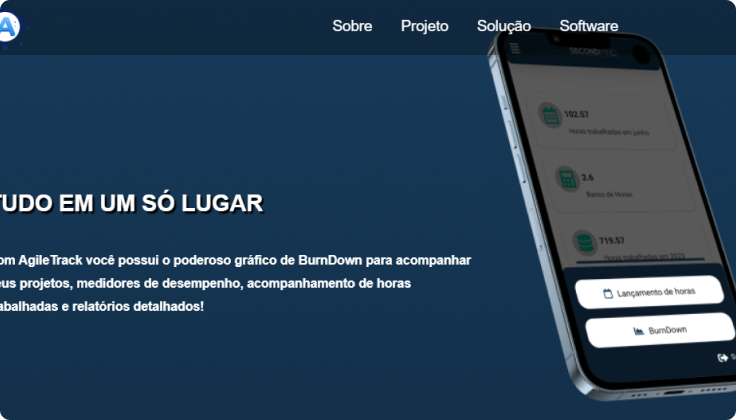 A
Sobre Projeto Solução Software
TUDO EM UM SÓ LUGAR
om AgileTrack você possui o poderoso gráfico de BurnDown para acompanhar
eus projetos, medidores de desempenho, acompanhamento de horas
abalhadas e relatórios detalhados!
102.57
Horas trabalhadas em junho
2.6
Banco de Horas
719.57
Horas trabalhadas em 2023
Lançamento de horas
BurnDown